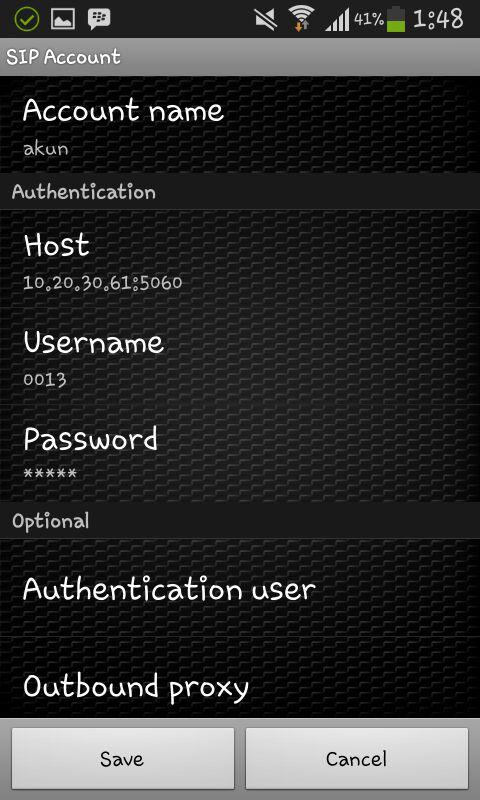 41% 1:48
SIP Account
Account name
akun
Authentication
Host
10.20.30.61:5060
Username
0013
Password
*****
Optional
Authentication user
Outbound proxy
Save Cancel